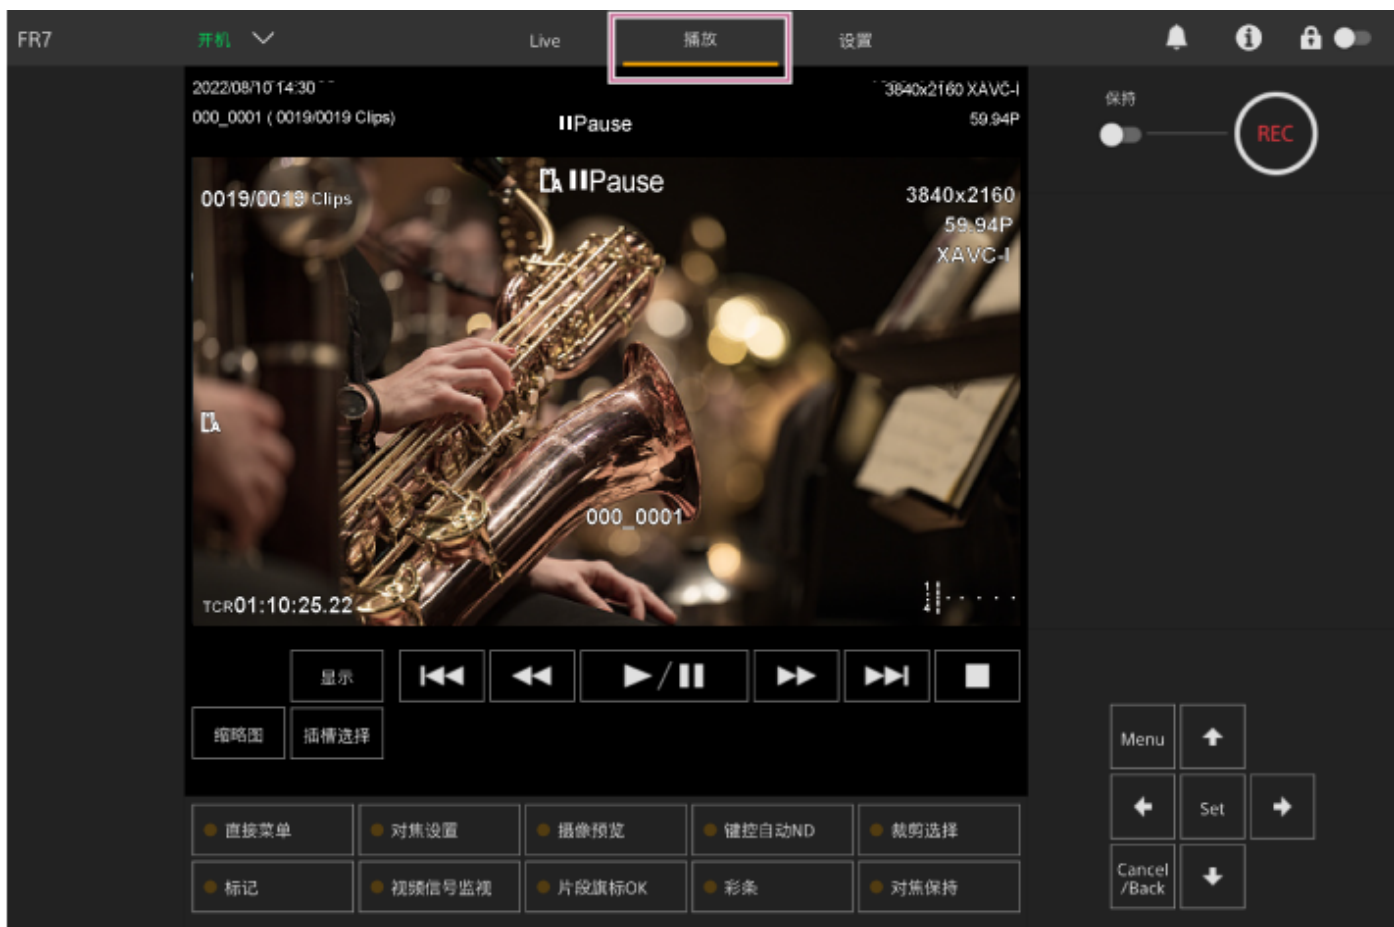 FR7 开机 Live 播放 设置
2022/08/10 14:30 3840x2160 XAVC-I
000_0001 ( 0019/0019 Clips) Pause 59.94P
保持
REC
0019/0019 Clips Pause 3840x2160
59.94P
XAVC-I
000_0001
TCR01:10:25.22
显示
缩略图 插槽选择
Menu
Set
Cancel
/Back
直接菜单 对焦设置 摄像预览 键控自动ND 裁剪选择
标记 视频信号监视 片段旗标OK 彩条 对焦保持